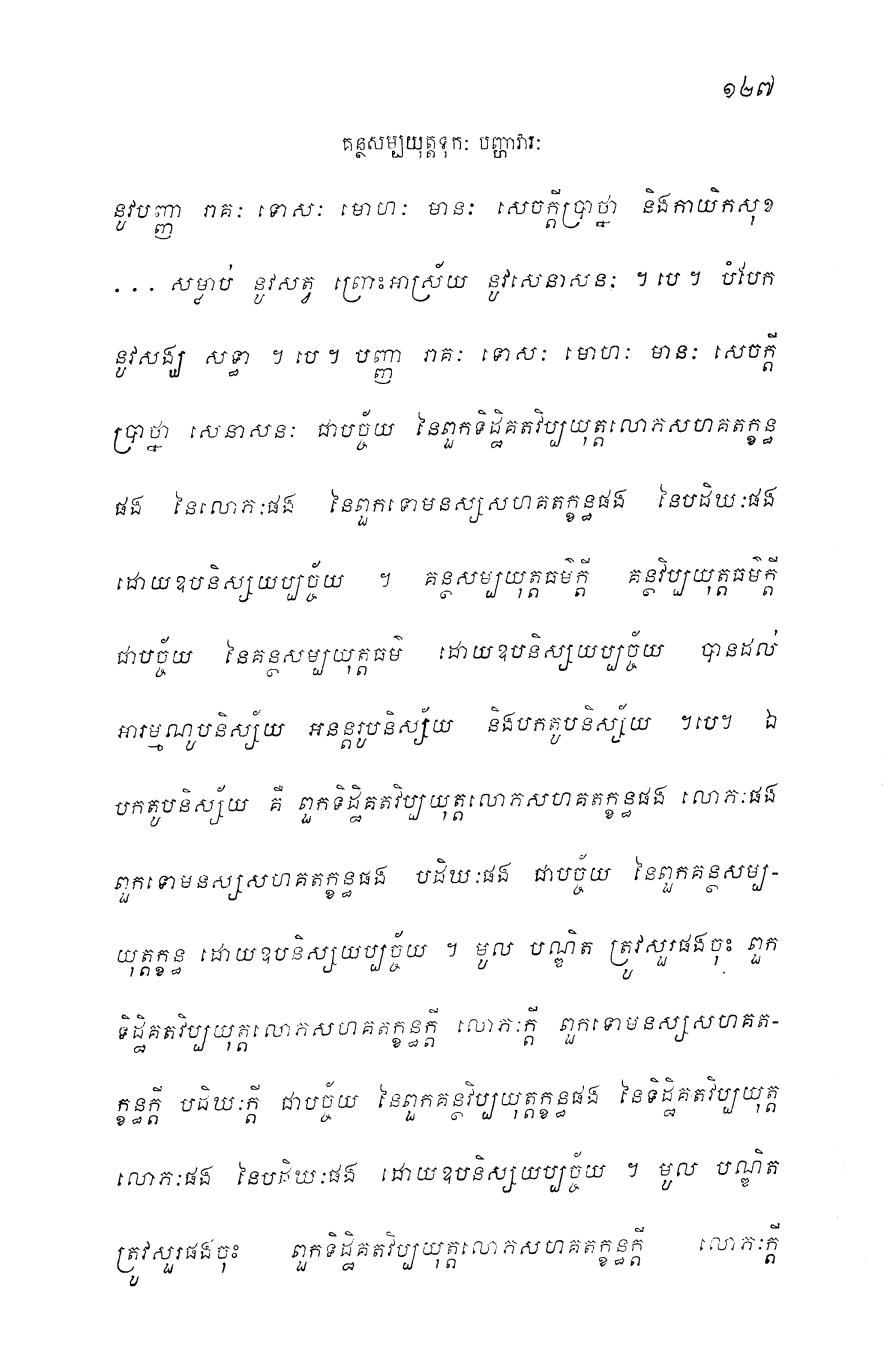 ១២៧
គន្ថសម្បយុត្តទុកៈ បញ្ហាវារៈ
នូវបញ្ញា រាគៈ ទោសៈ មោហៈ មានៈ សេចក្តីប្រាថ្នា និងកាយិកសុខ
... សម្លាប់ នូវសត្វ ព្រោះអាស្រ័យ នូវសេនាសនៈ ។ បេ ។ បំបែក
នូវសង្ឃ សទ្ធា ។ បេ ។ បញ្ញា រាគៈ ទោសៈ មោហៈ មានៈ សេចក្តី
ប្រាថ្នា សេនាសនៈ ជាបច្ច័យ នៃពួកទិដ្ឋិគតវិប្បយុត្តលោភសហគតក្ខន្ធ
ផង នៃលោភៈផង នៃពួកទោមនស្សសហគតក្ខន្ធផង នៃបដិឃៈផង
ដោយឧបនិស្សយប្បច្ច័យ ។ គន្ថសម្បយុត្តធម៌ក្តី គន្ថវិប្បយុត្តធម៌ក្តី
ជាបច្ច័យ នៃគន្ថសម្បយុត្តធម៌ ដោយឧបនិស្សយប្បច្ច័យ បានដល់
អារម្មណូបនិស្ស័យ អនន្តរូបនិស្ស័យ និងបកតូបនិស្ស័យ ។បេ។ ឯ
បកតូបនិស្ស័យ គឺ ពួកទិដ្ឋិគតវិប្បយុត្តលោភសហគតក្ខន្ធផង លោភៈផង
ពួកទោមនស្សសហគតក្ខន្ធផង បដិឃៈផង ជាបច្ច័យ នៃពួកគន្ថសម្ប-
យុត្តក្ខន្ធ ដោយឧបនិស្សយប្បច្ច័យ ។ មូល បណ្ឌិត ត្រូវសួរផងចុះ ពួក
ទិដ្ឋិគតវិប្បយុត្តលោភសហគតក្ខន្ធក្តី លោភៈក្តី ពួកទោមនស្សសហគត-
ក្ខន្ធក្តី បដិឃៈក្តី ជាបច្ច័យ នៃពួកគន្ថវិប្បយុត្តក្ខន្ធផង នៃទិដ្ឋិគតវិប្បយុត្ត
លោភៈផង នៃបដិឃៈផង ដោយឧបនិស្សយប្បច្ច័យ ។ មូល បណ្ឌិត
ត្រូវសួរផងចុះ ពួកទិដ្ឋិគតវិប្បយុត្តលោភសហគតក្ខន្ធក្តី លោភៈក្តី